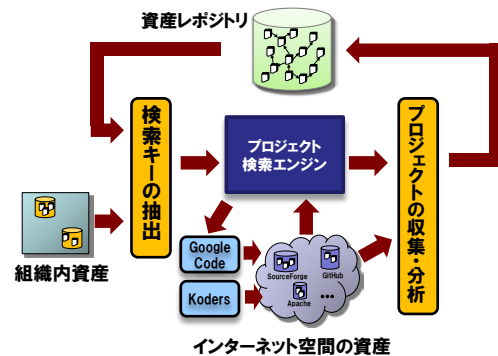 資産レポジトリ
検索キーの抽出
プロジェクト
検索エンジン
プロジェクトの収集・分析
組織内資産
Google
Code
Koders
SourceForge
GitHub
Apache
...
インターネット空間の資産